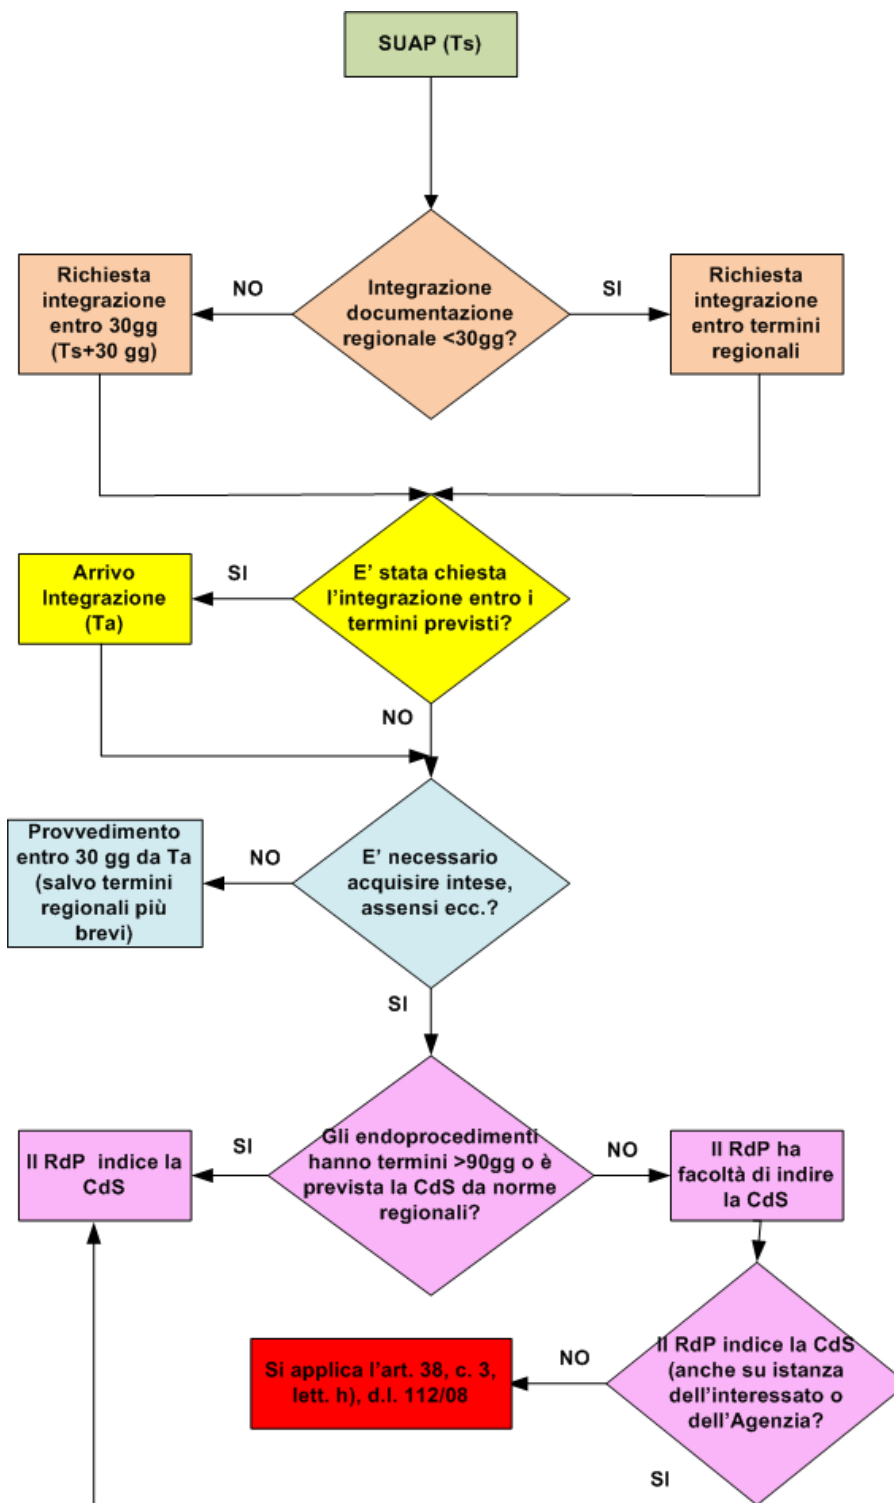 SUAP (Ts)
Integrazione
documentazione
regionale <30gg?
NO
SI
Richiesta
integrazione
entro 30gg
(Ts+30 gg)
Richiesta
integrazione
entro termini
regionali
E' stata chiesta
l'integrazione entro i
termini previsti?
SI
Arrivo
Integrazione
(Ta)
NO
E' necessario
acquisire intese,
assensi ecc.?
NO
Provvedimento
entro 30 gg da Ta
(salvo termini
regionali più
brevi)
SI
Gli endoprocedimenti
hanno termini >90gg o è
prevista la CdS da norme
regionali?
SI
Il RdP  indice la
CdS
NO
Il RdP ha
facoltà di indire
la CdS
Il RdP indice la CdS
(anche su istanza
dell'interessato o
dell'Agenzia?
NO
Si applica l'art. 38, c. 3,
lett. h), d.l. 112/08
SI